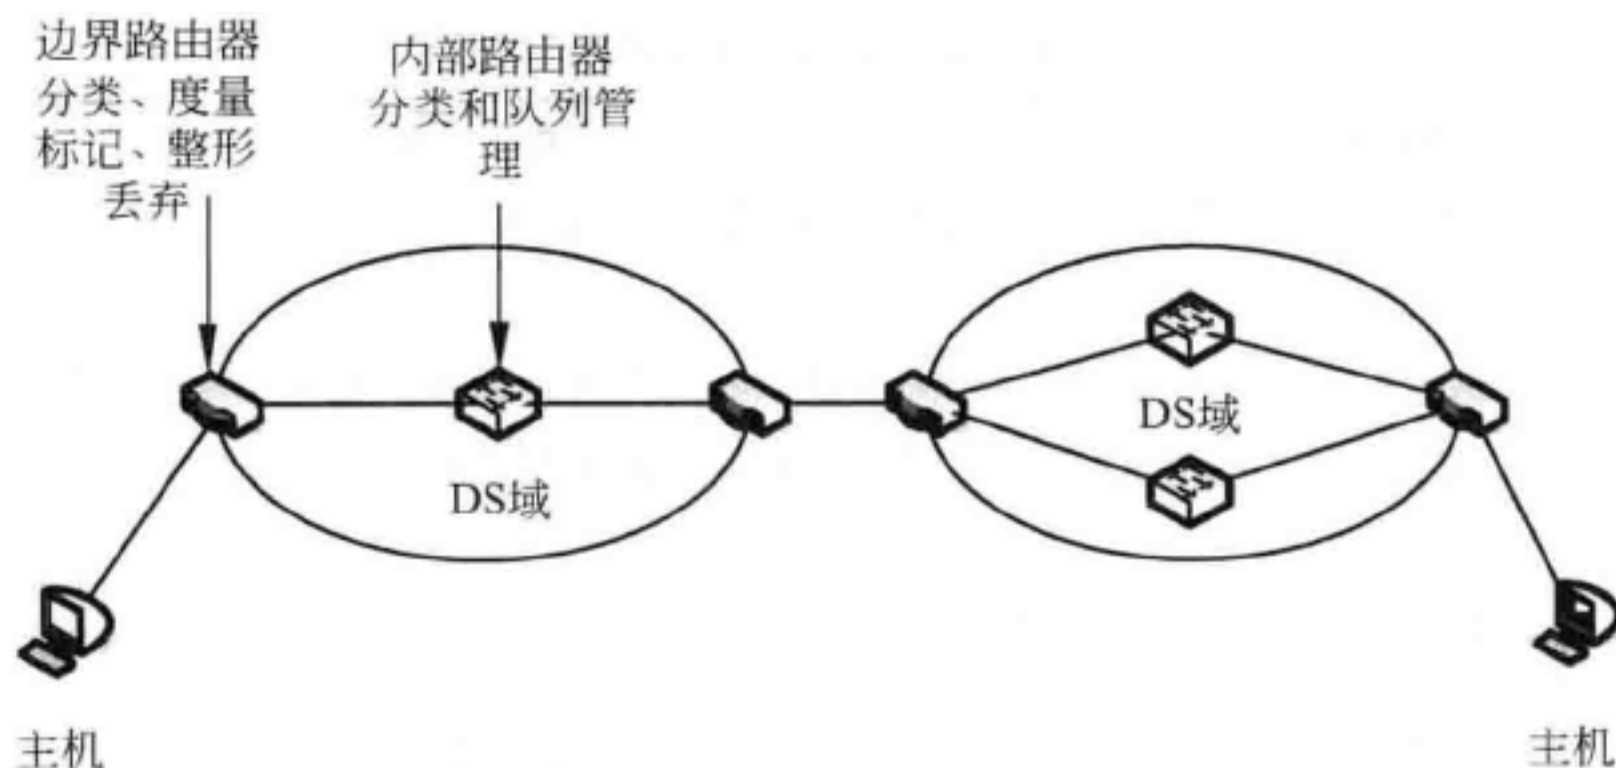 边界路由器
分类、度量
标记、整形
丢弃
内部路由器
分类和队列管
理
DS域
DS域
主机
主机